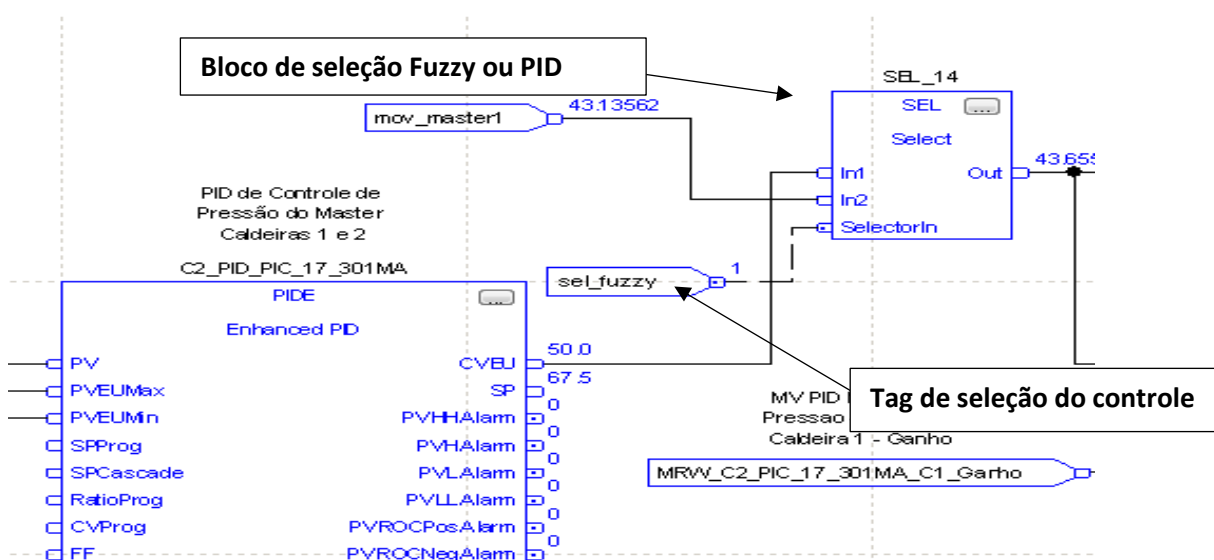 Bloco de seleção Fuzzy ou PID
SEL_14
SEL
...
Select
mov_master1
43.13562
In1
Out
43.655
In2
SelectorIn
PID de Controle de
Pressão do Master
Caldeiras 1 e 2
C2_PID_PIC_17_301MA
sel_fuzzy
1
PIDE
...
Enhanced PID
PV
CVEU
50.0
PVEUMax
SP
67.5
PVEUMin
PVHHAlarm
0
SPProg
PVHAlarm
0
SPCascade
PVLAlarm
0
RatioProg
PVLLAlarm
0
CVProg
PVROCPosAlarm
0
FF
PVROCNegAlarm
0
Tag de seleção do controle
MV PID
Pressao
Caldeira 1 - Ganho
MRW_C2_PIC_17_301MA_C1_Ganho